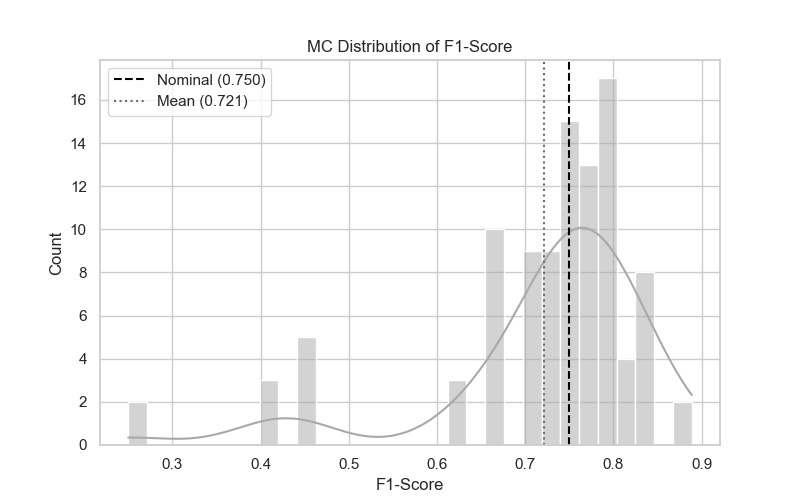 MC Distribution of F1-Score
Nominal (0.750)
Mean (0.721)
16
14
12
10
8
6
4
2
0
Count
0.3 0.4 0.5 0.6 0.7 0.8 0.9
F1-Score